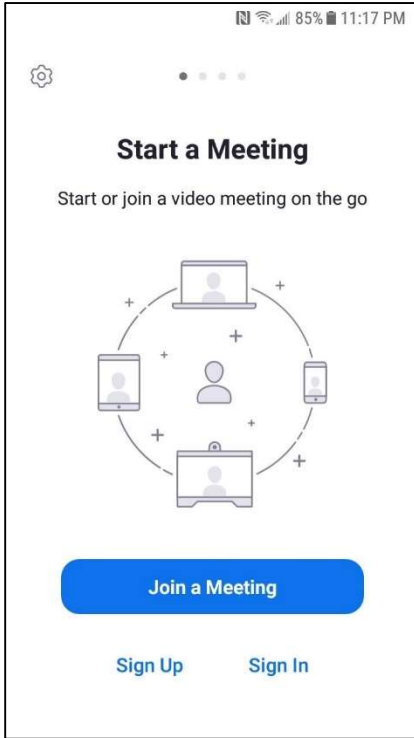 85% 11:17 PM
Start a Meeting
Start or join a video meeting on the go
Join a Meeting
Sign Up Sign In